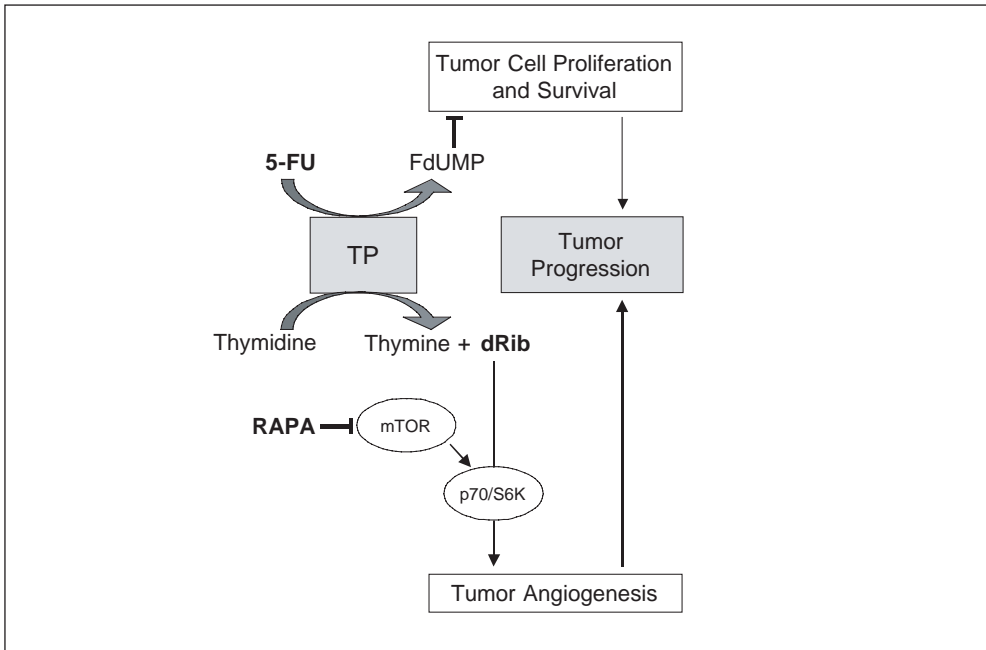 Tumor Cell Proliferation
and Survival
5-FU
FdUMP
TP
Tumor
Progression
Thymidine
Thymine + dRib
RAPA
mTOR
p70/S6K
Tumor Angiogenesis